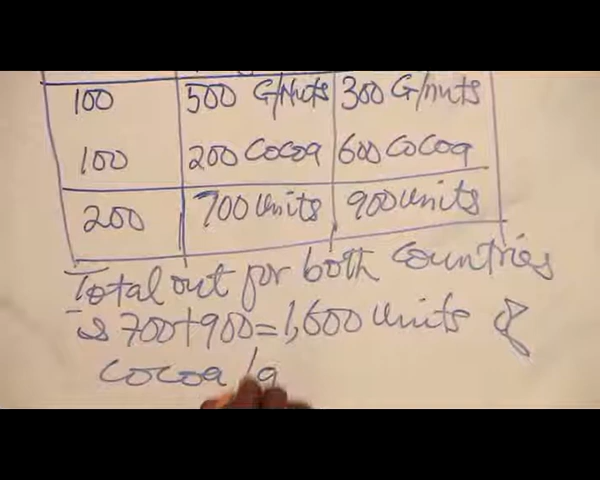 100 500 G/Nuts 300 G/nuts
100 200 Cocoa 600 Cocoa
200 700 Units 900 Units
Total out for both Countries
is 700+900=1,600 Units of
Cocoa/g